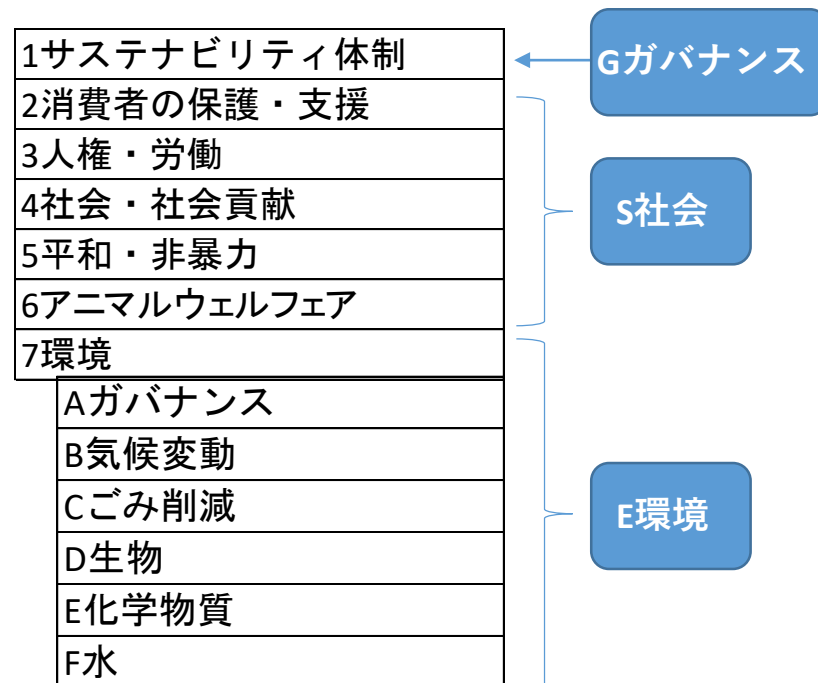 1サステナビリティ体制
Gガバナンス
2消費者の保護・支援
3人権・労働
4社会・社会貢献
S社会
5平和・非暴力
6アニマルウェルフェア
7環境
Aガバナンス
B気候変動
Cごみ削減
E環境
D生物
E化学物質
F水